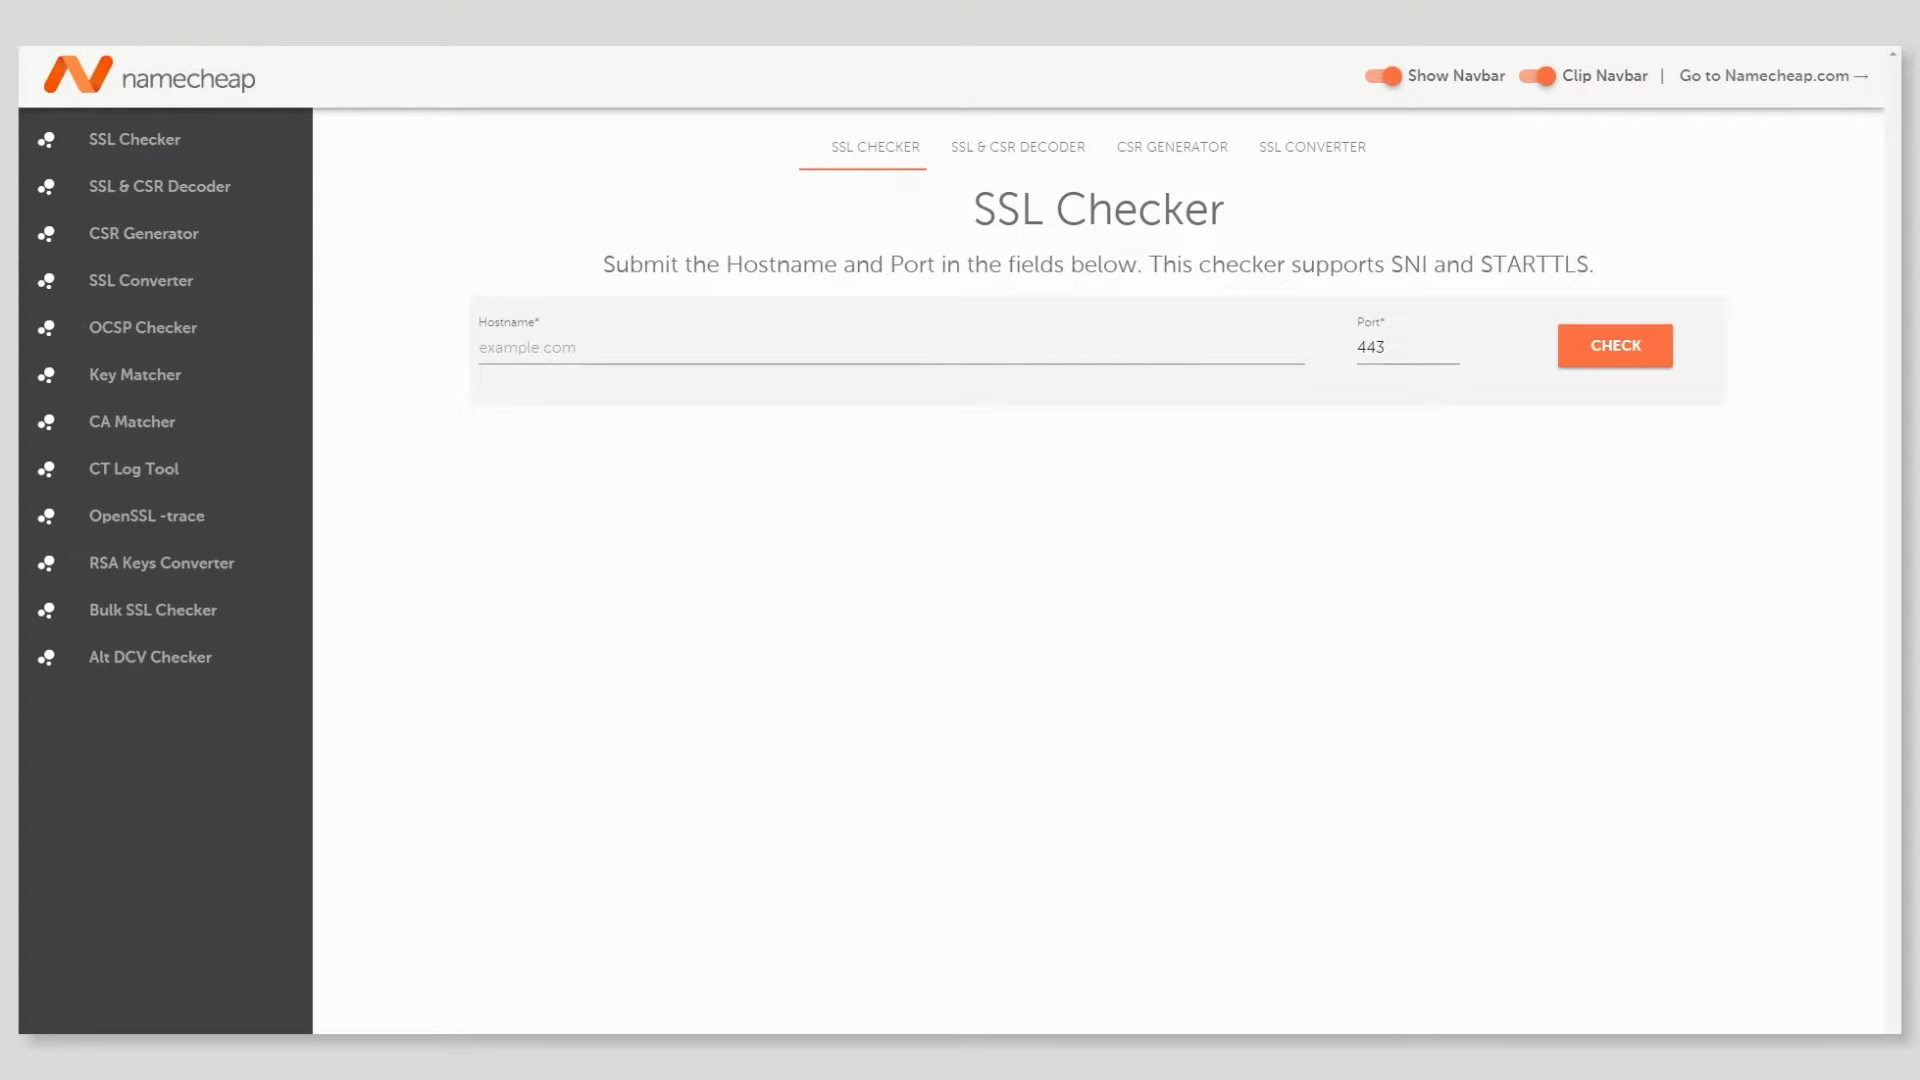 namecheap
Show Navbar Clip Navbar | Go to Namecheap.com →
SSL Checker
SSL & CSR Decoder
CSR Generator
SSL Converter
OCSP Checker
Key Matcher
CA Matcher
CT Log Tool
OpenSSL -trace
RSA Keys Converter
Bulk SSL Checker
Alt DCV Checker
SSL CHECKER SSL & CSR DECODER CSR GENERATOR SSL CONVERTER
SSL Checker
Submit the Hostname and Port in the fields below. This checker supports SNI and STARTTLS.
Hostname* Port*
example.com 443 CHECK